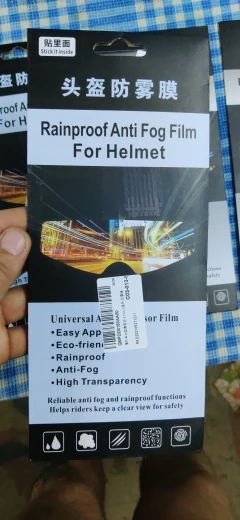 贴里面
Stick it inside
头盔防雾膜
Rainproof Anti Fog Film
For Helmet
Universal
sor Film
•Easy App
•Eco-frien
•Rainproof
•Anti-Fog
•High Transparency
Reliable anti fog and rainproof functions
Helps riders keep a clear view for safety